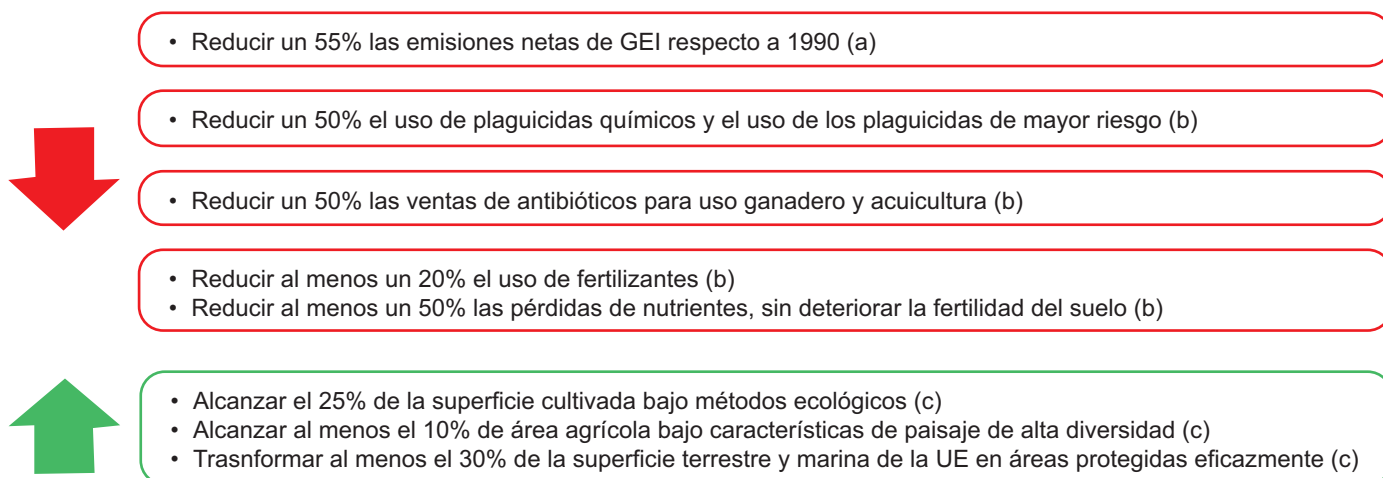 • Reducir un 55% las emisiones netas de GEI respecto a 1990 (a)
• Reducir un 50% el uso de plaguicidas químicos y el uso de los plaguicidas de mayor riesgo (b)
• Reducir un 50% las ventas de antibióticos para uso ganadero y acuicultura (b)
• Reducir al menos un 20% el uso de fertilizantes (b)
• Reducir al menos un 50% las pérdidas de nutrientes, sin deteriorar la fertilidad del suelo (b)
• Alcanzar el 25% de la superficie cultivada bajo métodos ecológicos (c)
• Alcanzar al menos el 10% de área agrícola bajo características de paisaje de alta diversidad (c)
• Trasnformar al menos el 30% de la superficie terrestre y marina de la UE en áreas protegidas eficazmente (c)